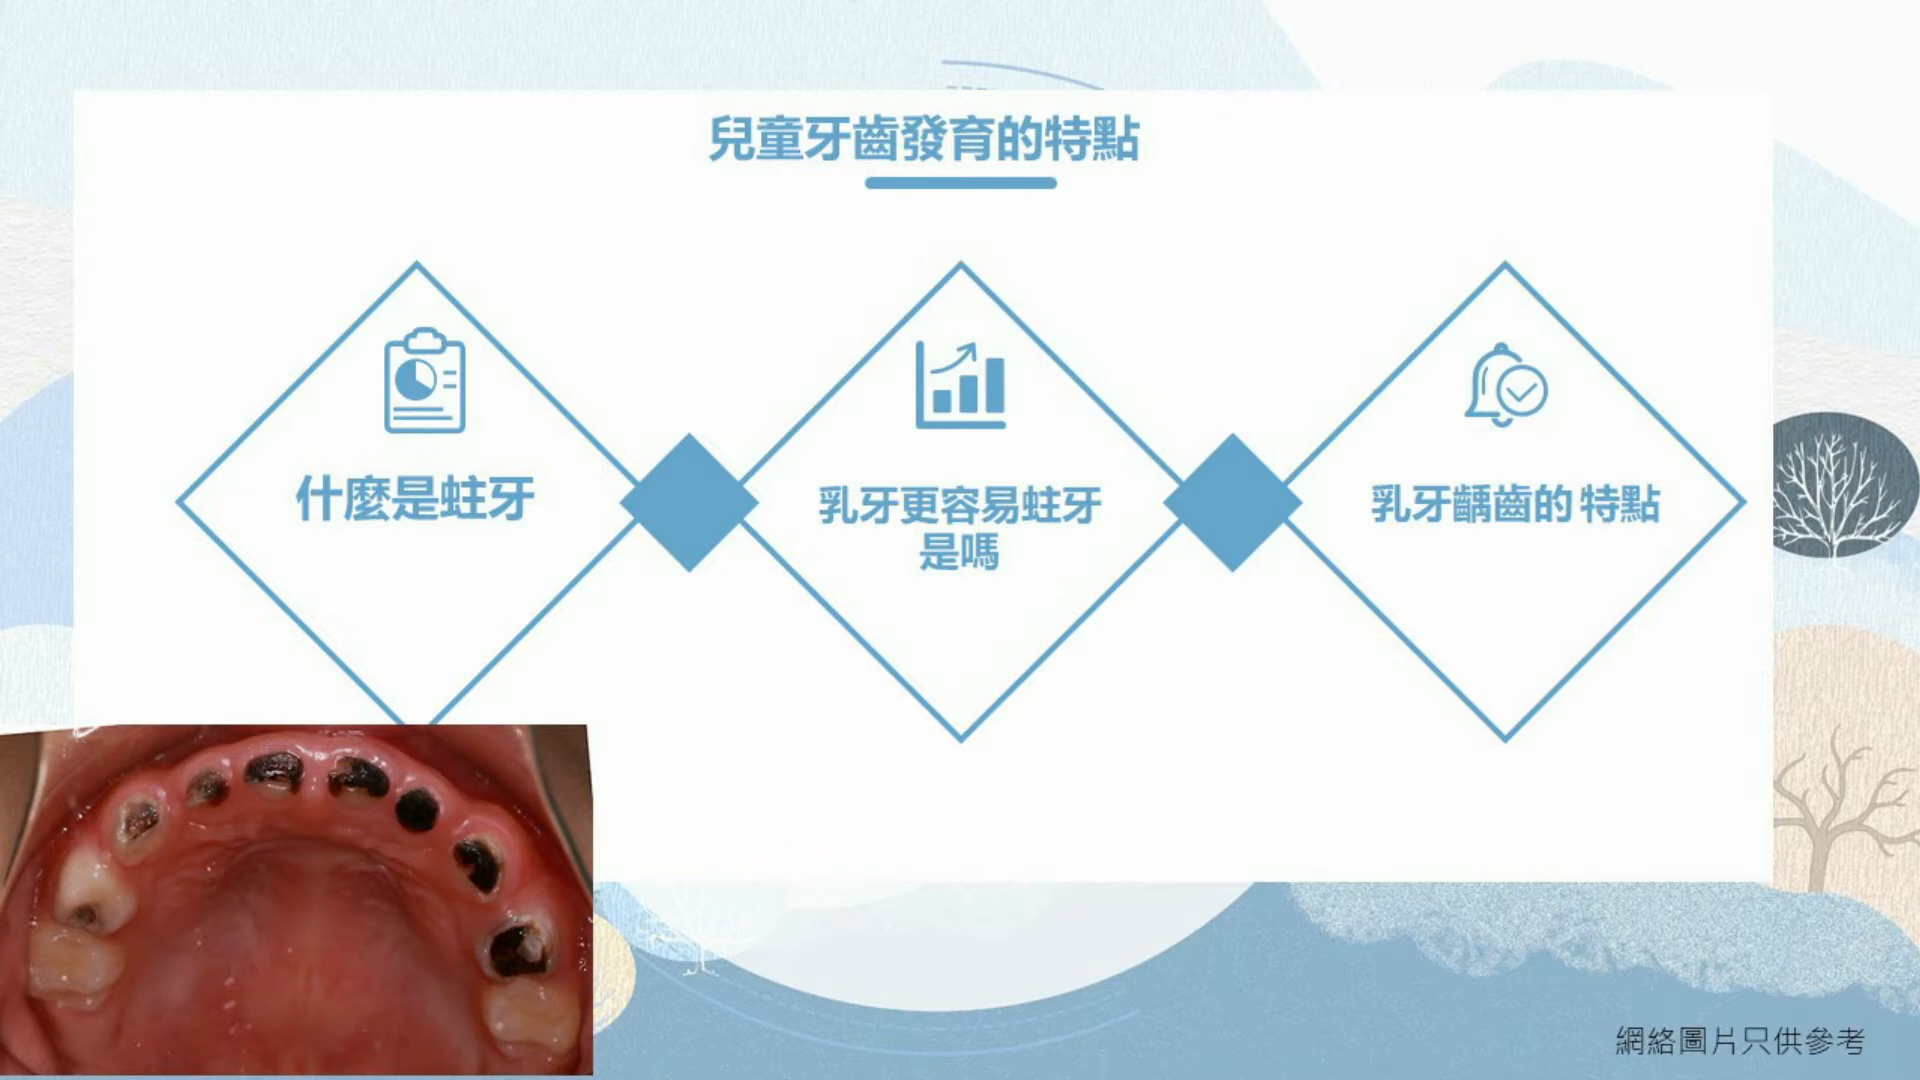 兒童牙齒發育的特點
什麼是蛀牙
乳牙更容易蛀牙
是嗎
乳牙齲齒的 特點
網絡圖片只供參考